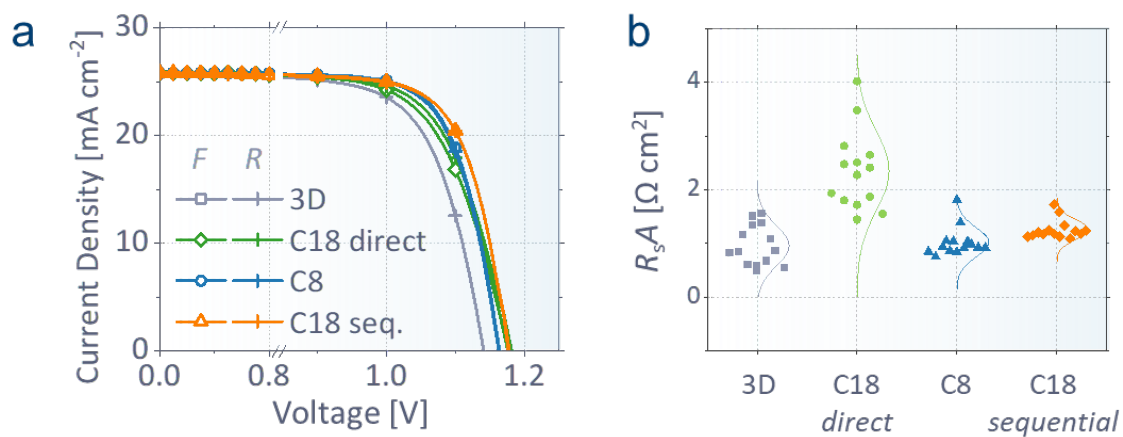 a
30
20
10
0
Current Density [mA cm-2]
F R
3D
C18 direct
C8
C18 seq.
0.0 0.8 1.0 1.2
Voltage [V]
b
4
2
0
RsA [Ω cm2]
3D C18 C8 C18
direct sequential